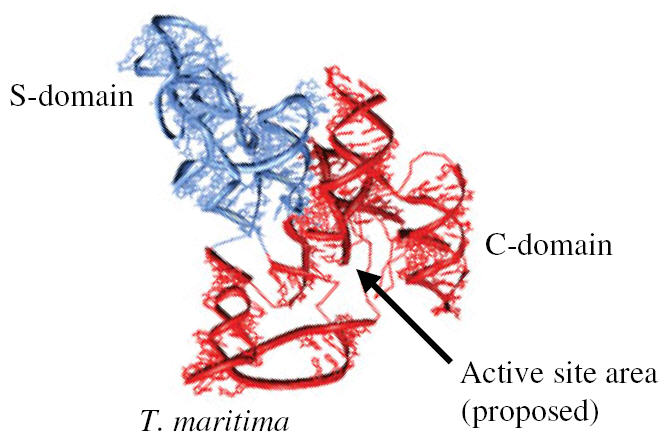 S-domain
C-domain
Active site area
(proposed)
T. maritima